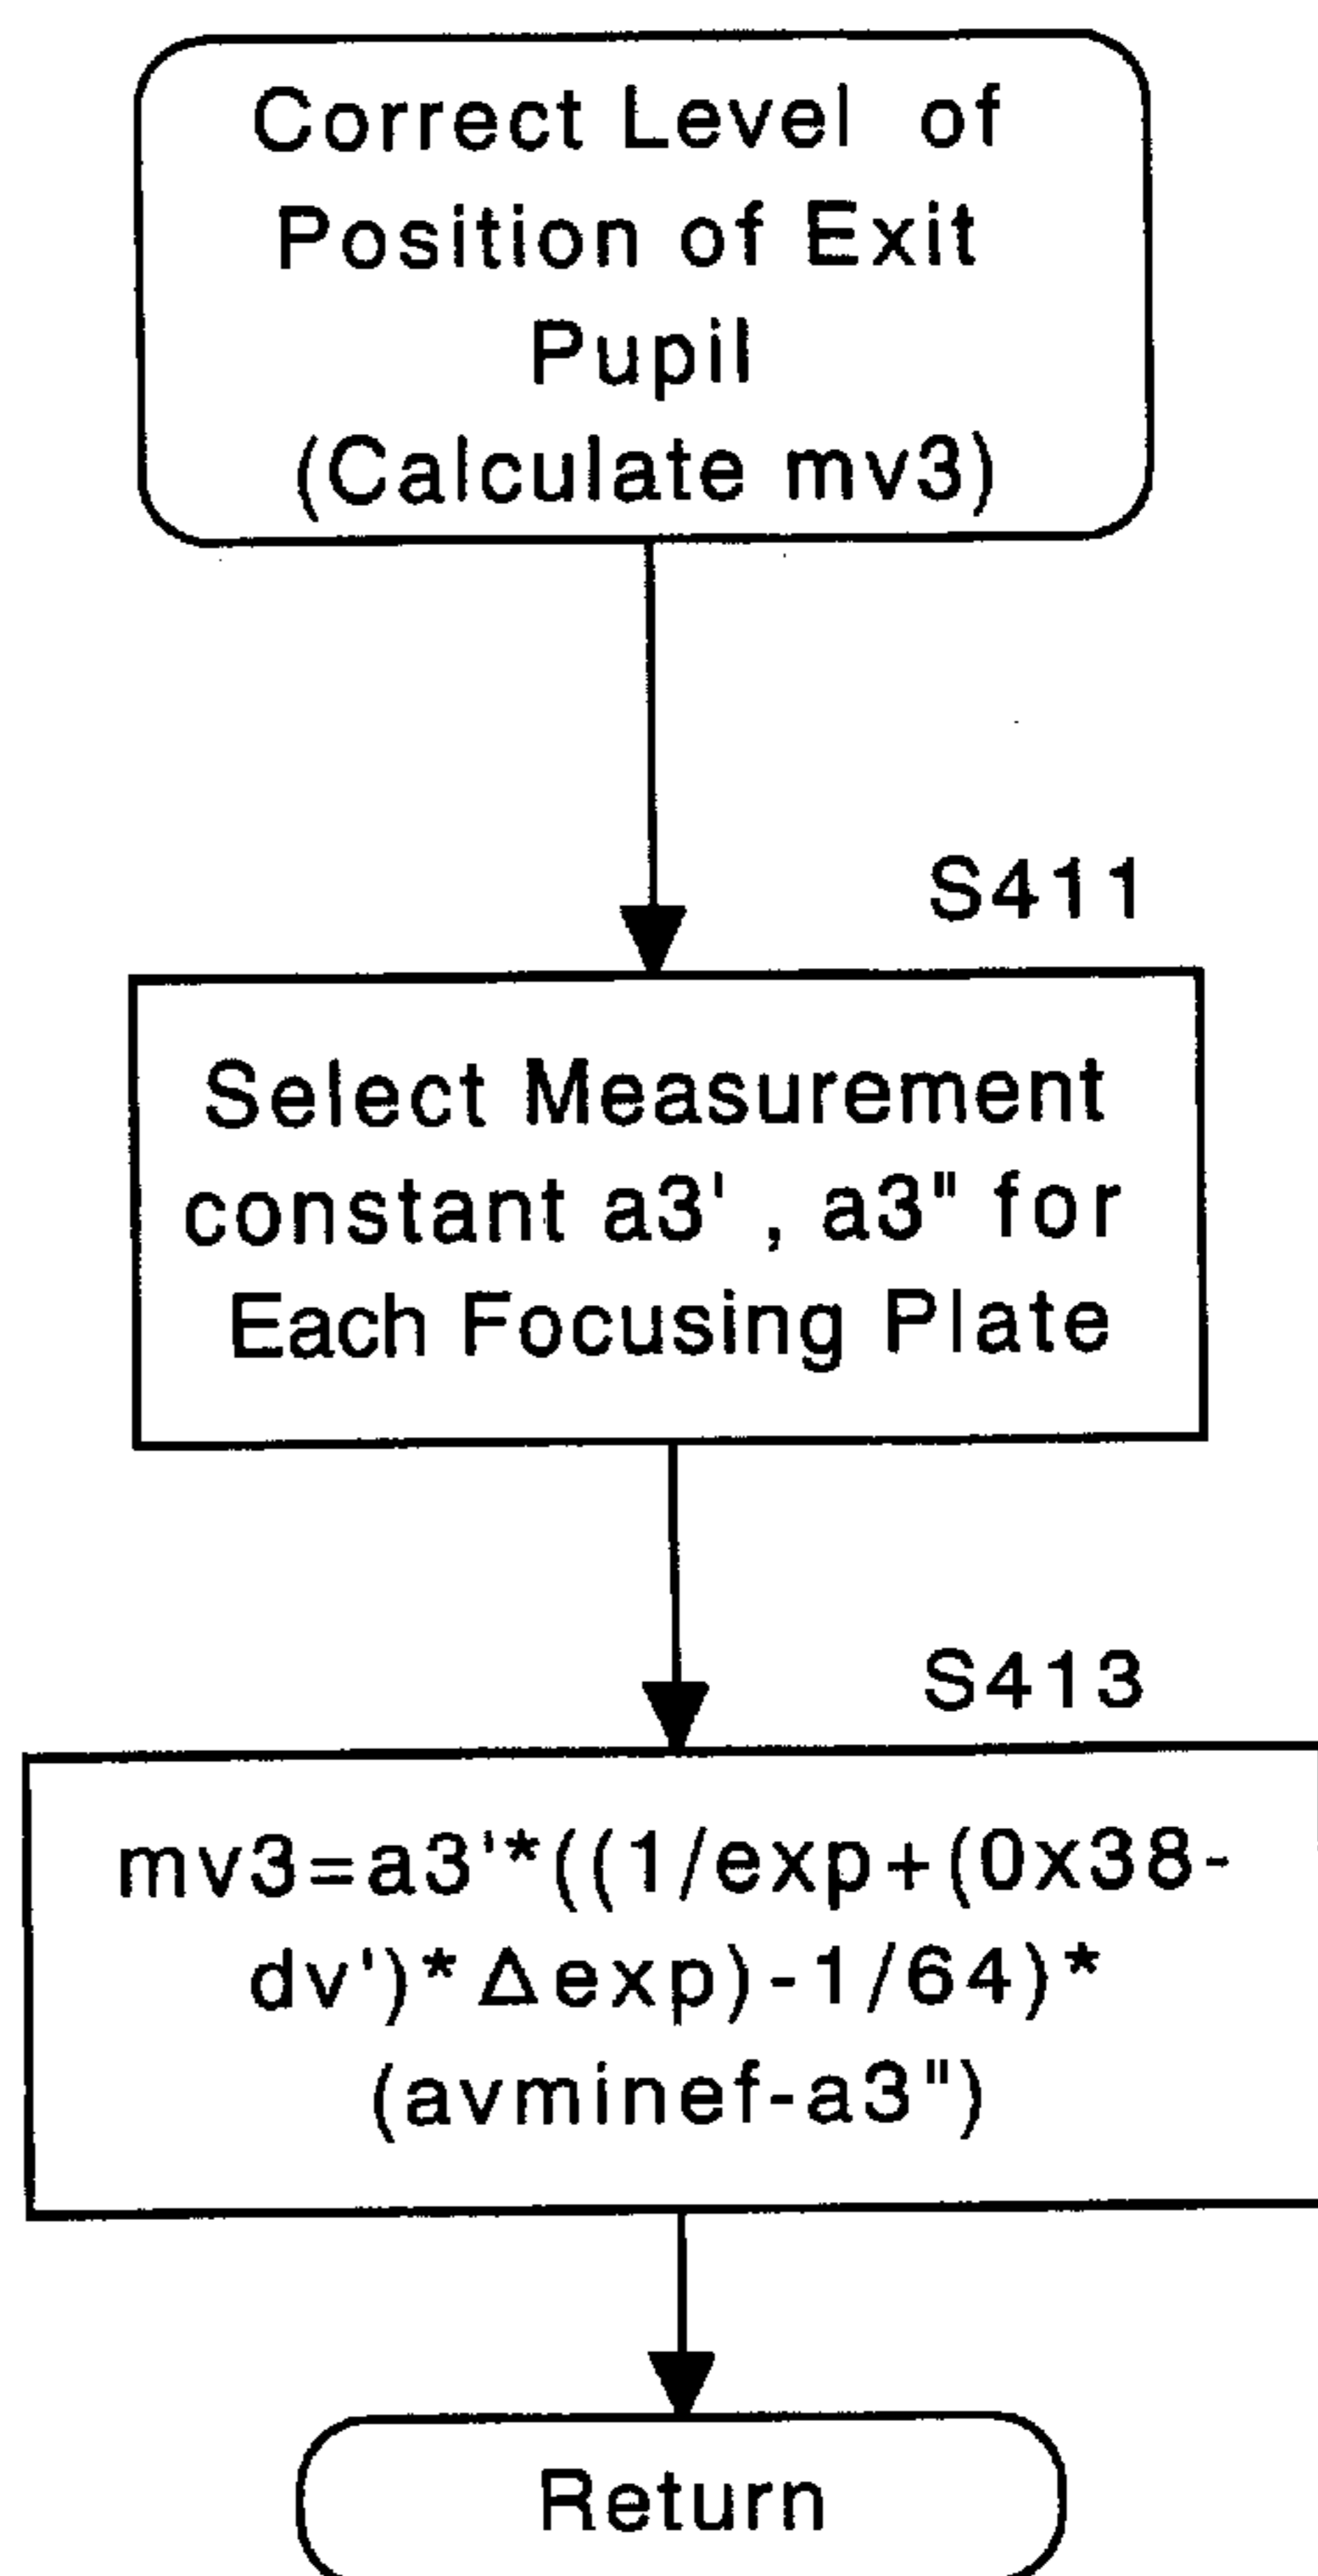 Correct Level of
Position of Exit
Pupil
(Calculate mv3)
S411
Select Measurement
constant a3' , a3" for
Each Focusing Plate
S413
mv3=a3'*((1/exp+(0x38-
dv')*Δexp)-1/64)*
(avminef-a3")
Return